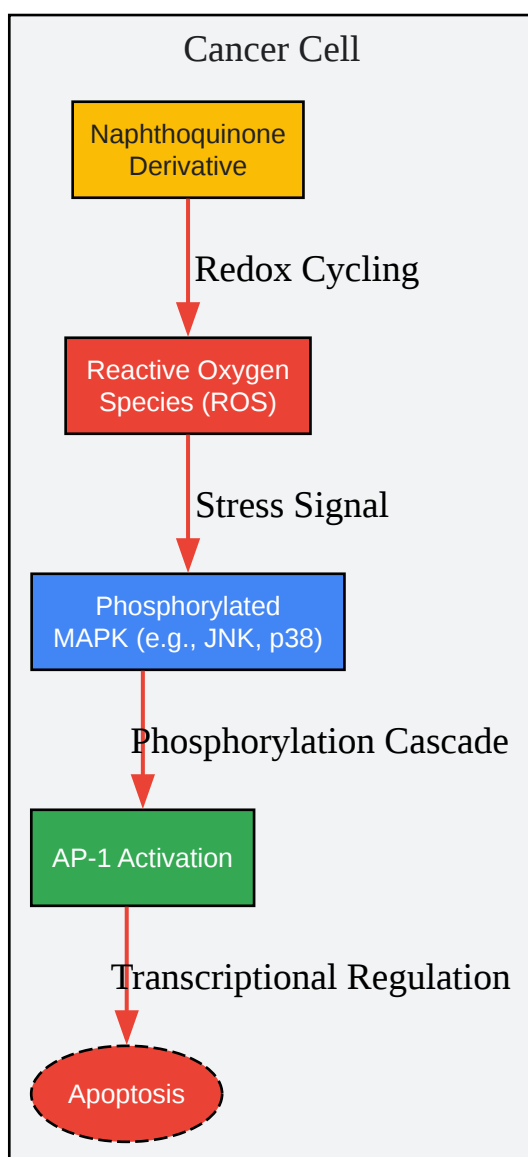 Cancer Cell
Naphthoquinone
Derivative
Redox Cycling
Reactive Oxygen
Species (ROS)
Stress Signal
Phosphorylated
MAPK (e.g., JNK, p38)
Phosphorylation Cascade
AP-1 Activation
Transcriptional Regulation
Apoptosis